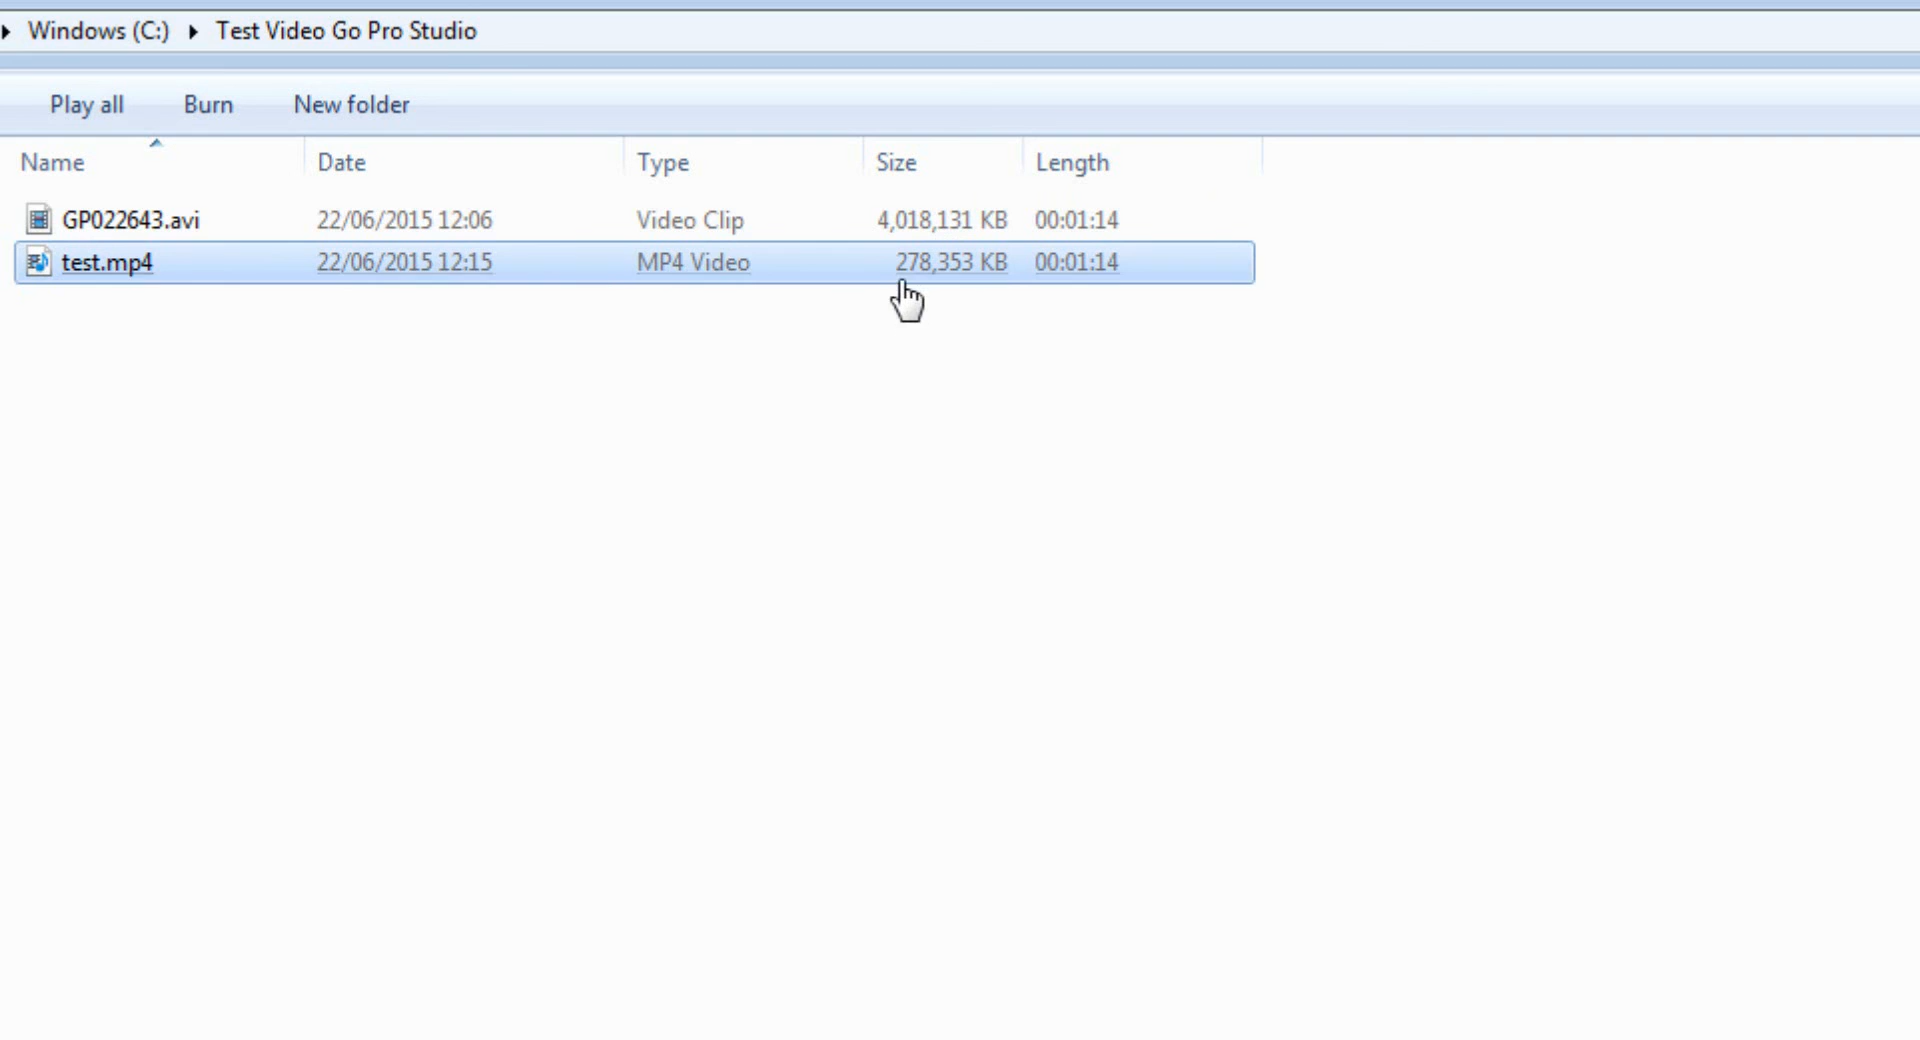 Windows (C:) Test Video Go Pro Studio
Play all Burn New folder
Name Date Type Size Length
GP022643.avi 22/06/2015 12:06 Video Clip 4,018,131 KB 00:01:14
test.mp4 22/06/2015 12:15 MP4 Video 278,353 KB 00:01:14